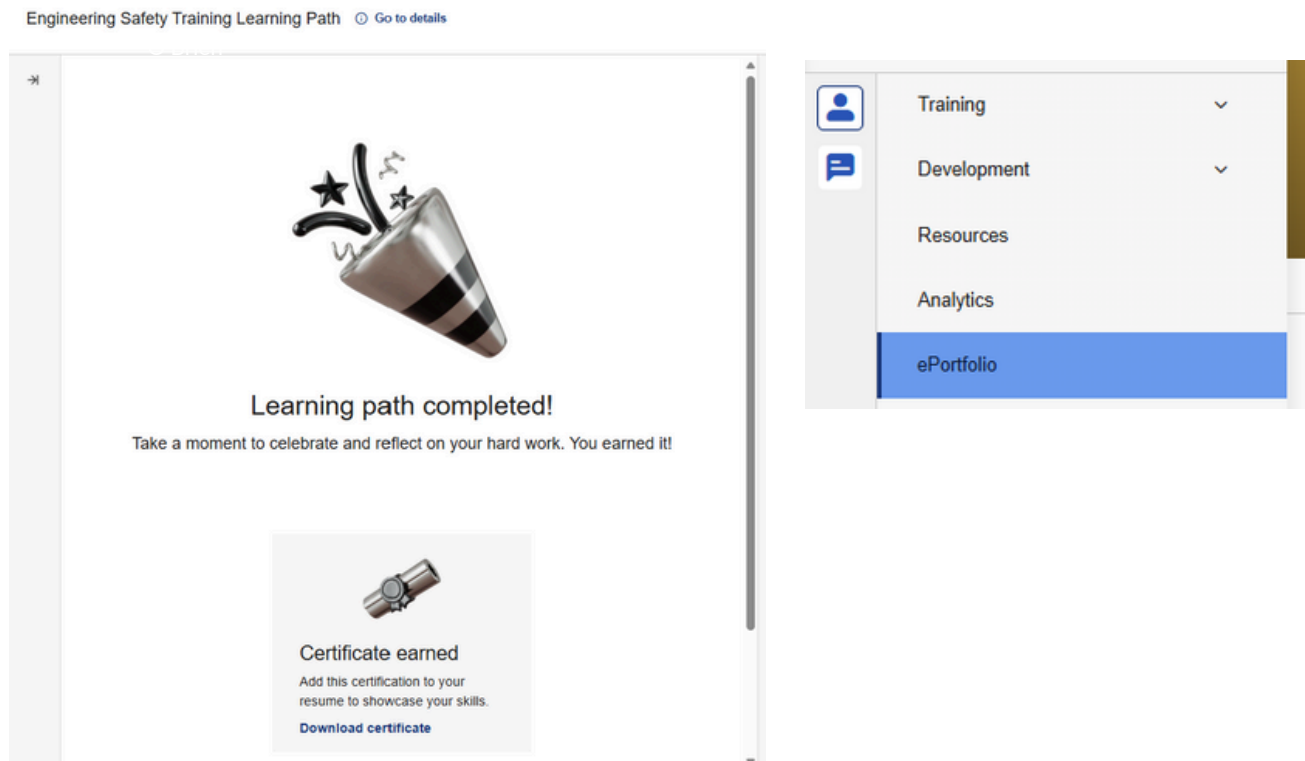 Engineering Safety Training Learning Path Go to details
Learning path completed!
Take a moment to celebrate and reflect on your hard work. You earned it!
Certificate earned
Add this certification to your
resume to showcase your skills.
Download certificate
Training
Development
Resources
Analytics
ePortfolio